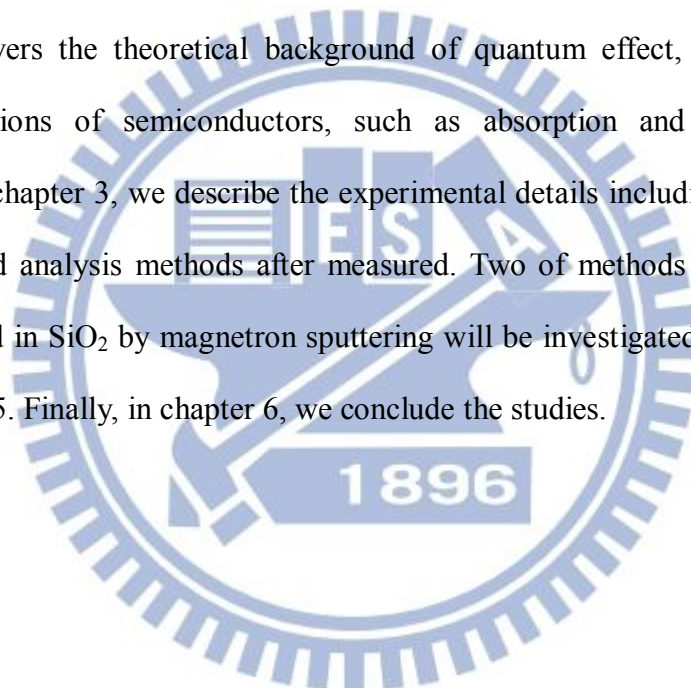 vers the theoretical background of quantum effect,
ions of semiconductors, such as absorption and
chapter 3, we describe the experimental details includi
d analysis methods after measured. Two of methods
d in SiO₂ by magnetron sputtering will be investigated
5. Finally, in chapter 6, we conclude the studies.
E S A
1896